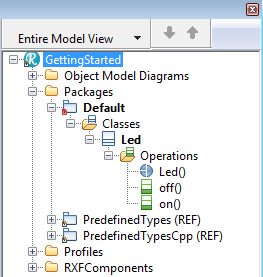 Entire Model View
GettingStarted
Object Model Diagrams
Packages
Default
Classes
Led
Operations
Led()
off()
on()
PredefinedTypes (REF)
PredefinedTypesCpp (REF)
Profiles
RXFComponents